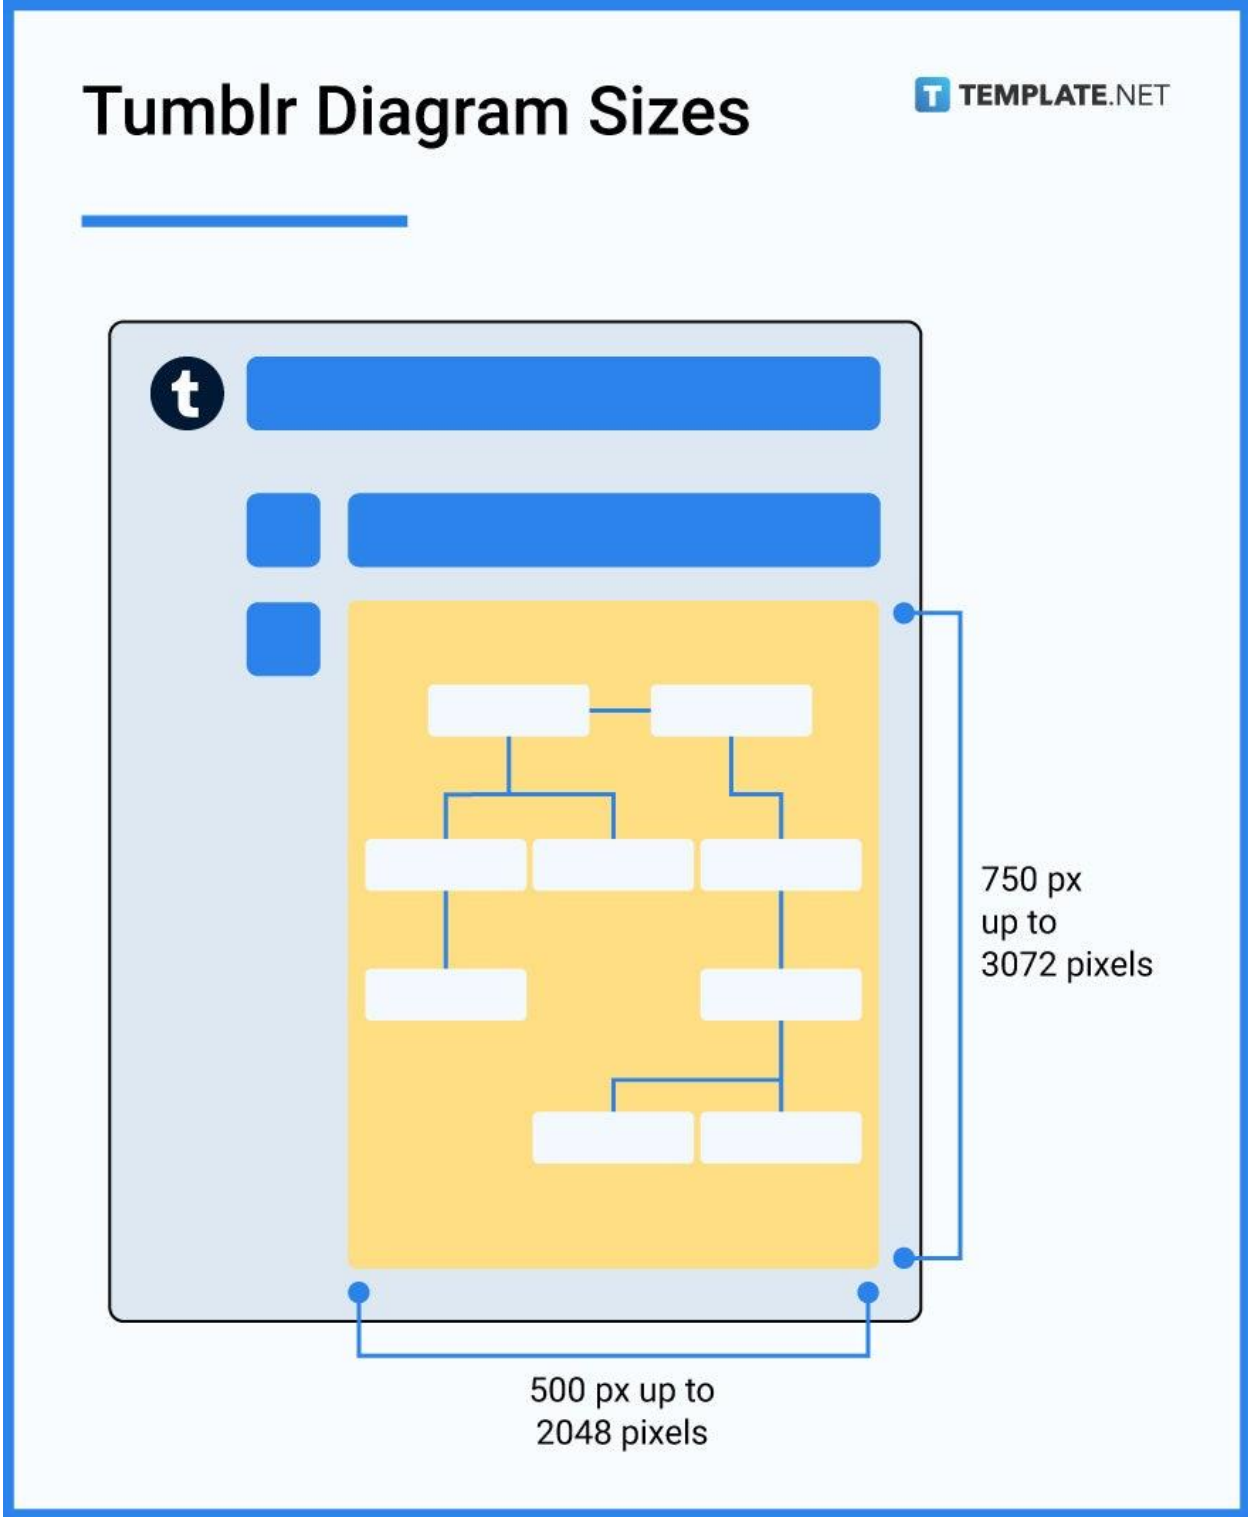 Tumblr Diagram Sizes
T TEMPLATE.NET
t
750 px
up to
3072 pixels
500 px up to
2048 pixels